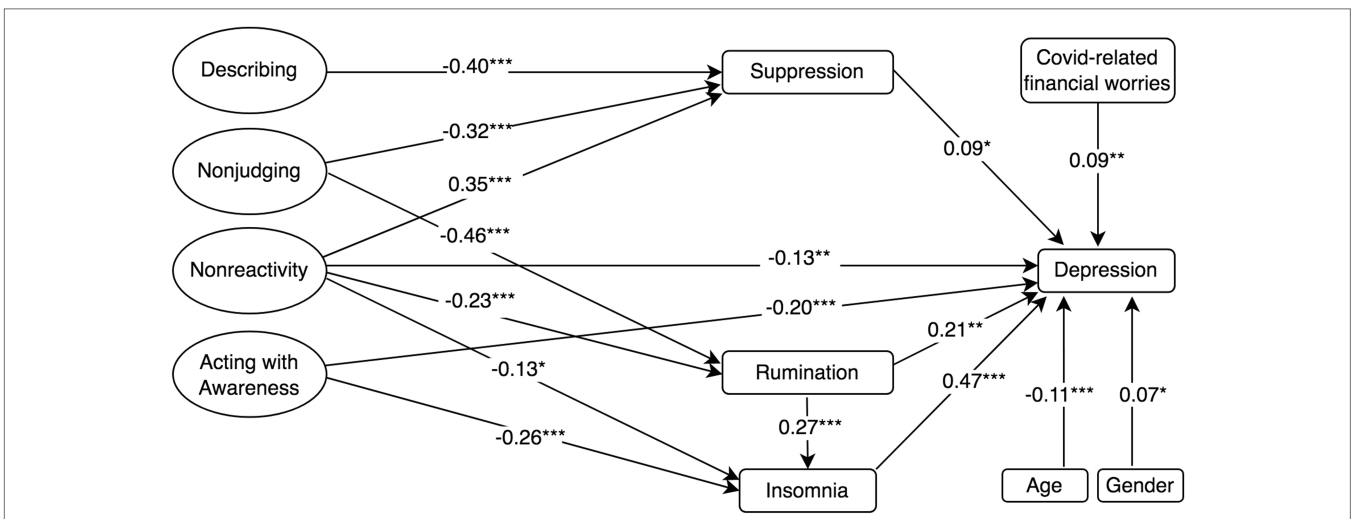 Describing
-0.40***
Suppression
Covid-related
financial worries
Nonjudging
-0.32***
0.35***
0.09*
0.09**
-0.46***
Nonreactivity
-0.13**
Depression
-0.23***
-0.20***
0.21**
Acting with
Awareness
-0.13*
Rumination
0.47***
-0.11***
0.07*
0.27***
-0.26***
Insomnia
Age
Gender